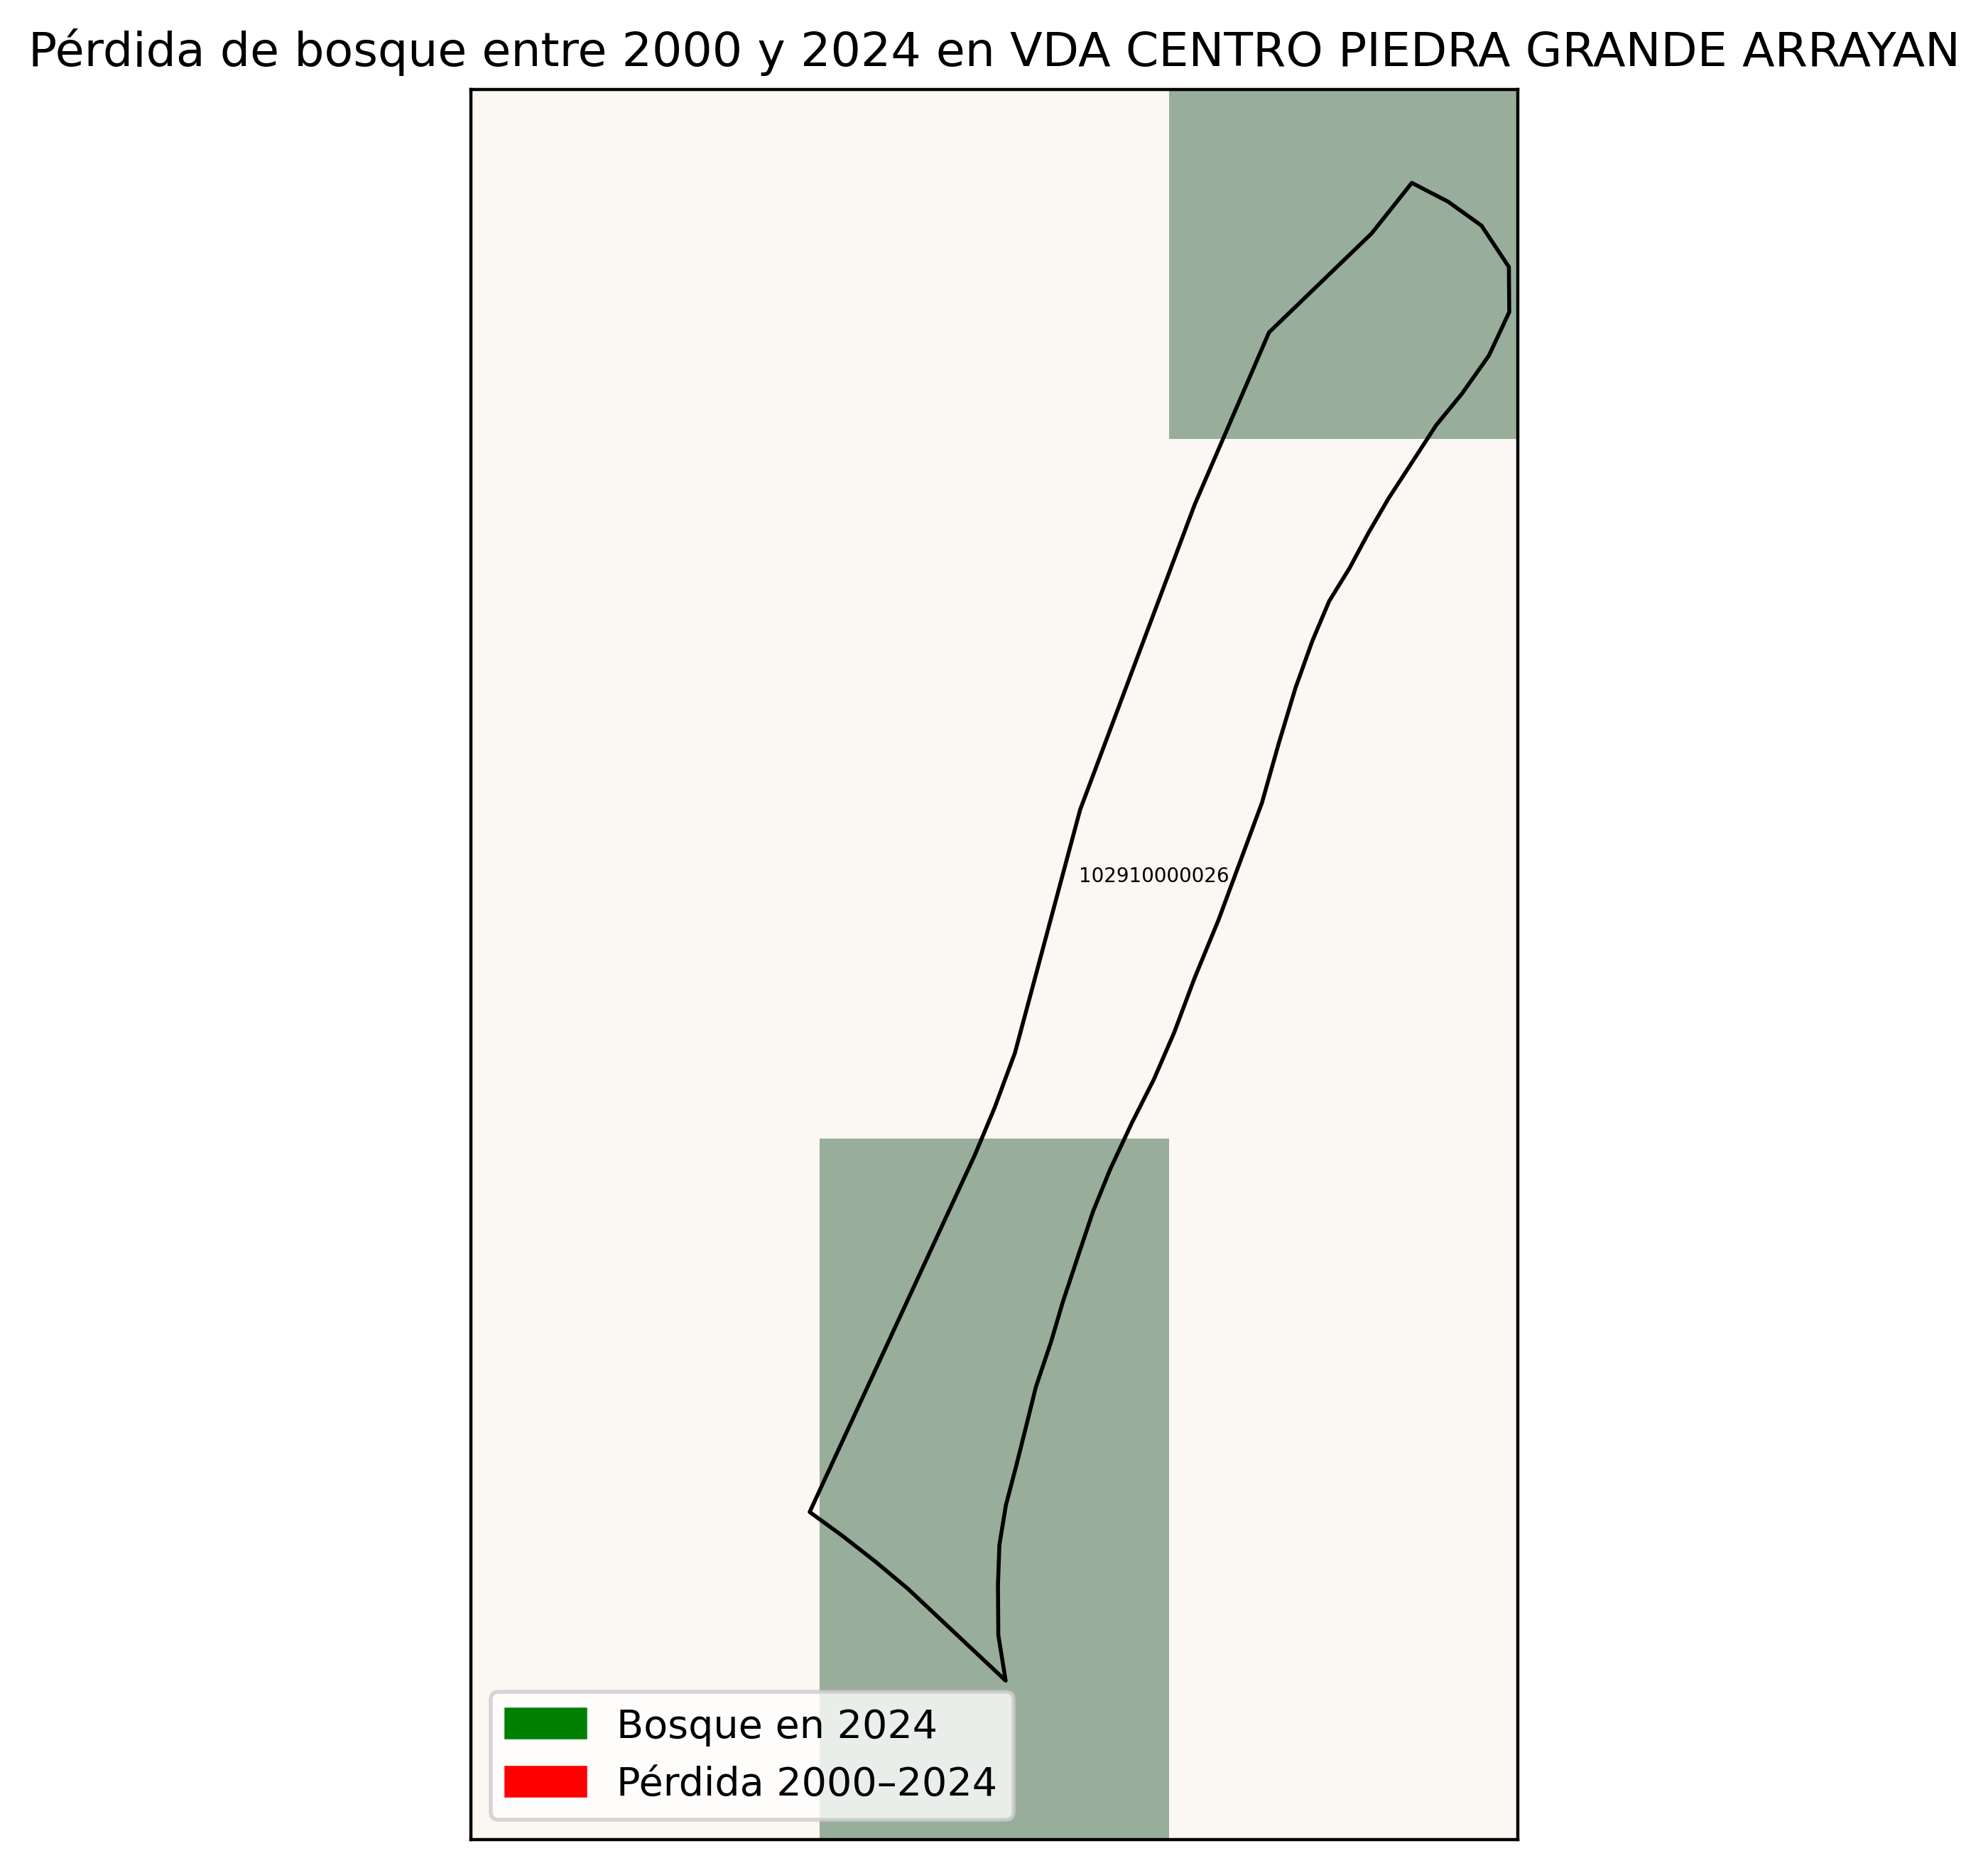 Pérdida de bosque entre 2000 y 2024 en VDA CENTRO PIEDRA GRANDE ARRAYAN
102910000026
Bosque en 2024
Pérdida 2000–2024